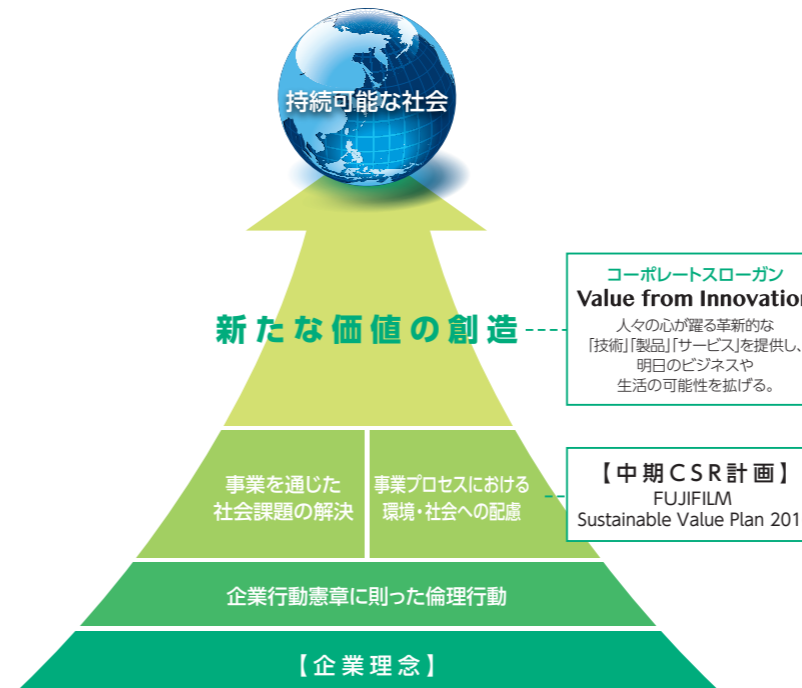 持続可能な社会
新たな価値の創造
コーポレートスローガン
Value from Innovation
人々の心が躍る革新的な
「技術」「製品」「サービス」を提供し、
明日のビジネスや
生活の可能性を拡げる。
事業を通じた
社会課題の解決
事業プロセスにおける
環境・社会への配慮
【中期CSR計画】
FUJIFILM
Sustainable Value Plan 201
企業行動憲章に則った倫理行動
【企業理念】